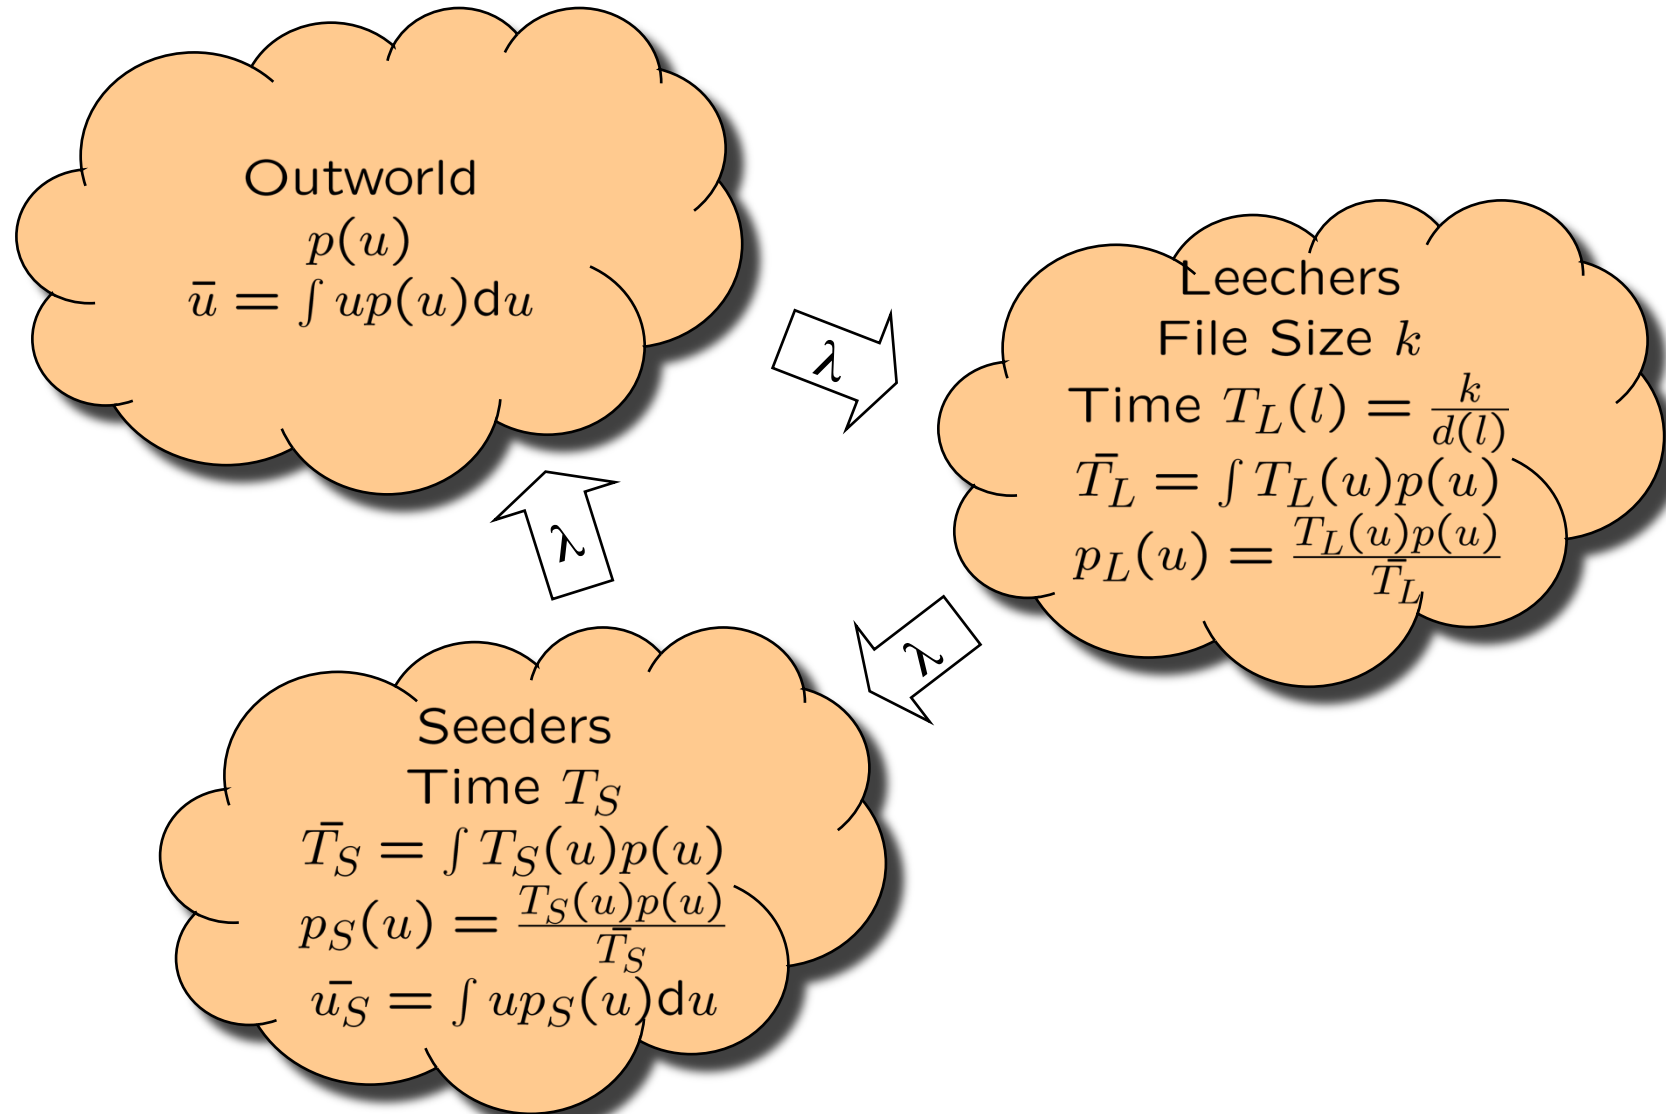 Outworld
p(u)
ū = ∫ up(u)du
λ
Leechers
File Size k
Time T_L(l) = k/d(l)
T̄_L = ∫ T_L(u)p(u)
p_L(u) = T_L(u)p(u)/T̄_L
λ
λ
Seeders
Time T_S
T̄_S = ∫ T_S(u)p(u)
p_S(u) = T_S(u)p(u)/T̄_S
ū_S = ∫ up_S(u)du